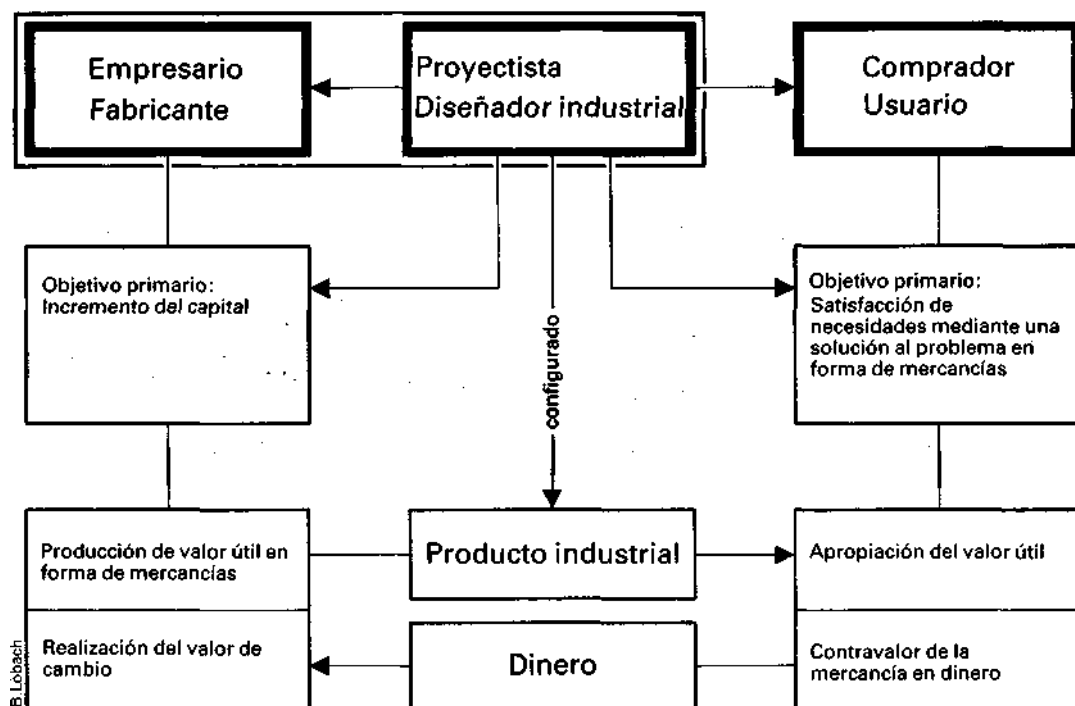 Empresario
Fabricante
Proyectista
Diseñador industrial
Comprador
Usuario
Objetivo primario:
Incremento del capital
configurado
Objetivo primario:
Satisfacción de
necesidades mediante una
solución al problema en
forma de mercancías
Producción de valor útil en
forma de mercancías
Producto industrial
Apropiación del valor útil
Realización del valor de
cambio
Dinero
Contravalor de la
mercancía en dinero
B.Löbach